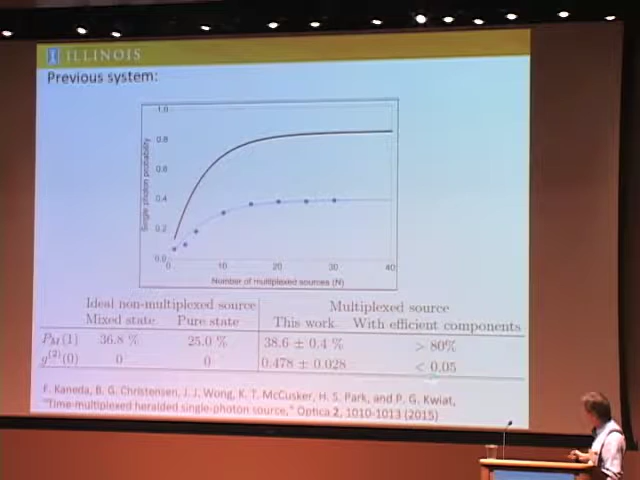 I ILLINOIS
Previous system:
1.0
0.8
0.6
0.4
0.2
0.0
Single photon probability
0 10 20 30 40
Number of multiplexed sources (N)
Ideal non-multiplexed source Multiplexed source
Mixed state Pure state This work With efficient components
P_M(1) 36.8 % 25.0 % 38.6 ± 0.4 % > 80%
g^(2)(0) 0 0 0.478 ± 0.028 < 0.05
F. Kaneda, B. G. Christensen, J. J. Wong, K. T. McCusker, H. S. Park, and P. G. Kwiat,
"Time-multiplexed heralded single-photon source," Optica 2, 1010-1013 (2015)